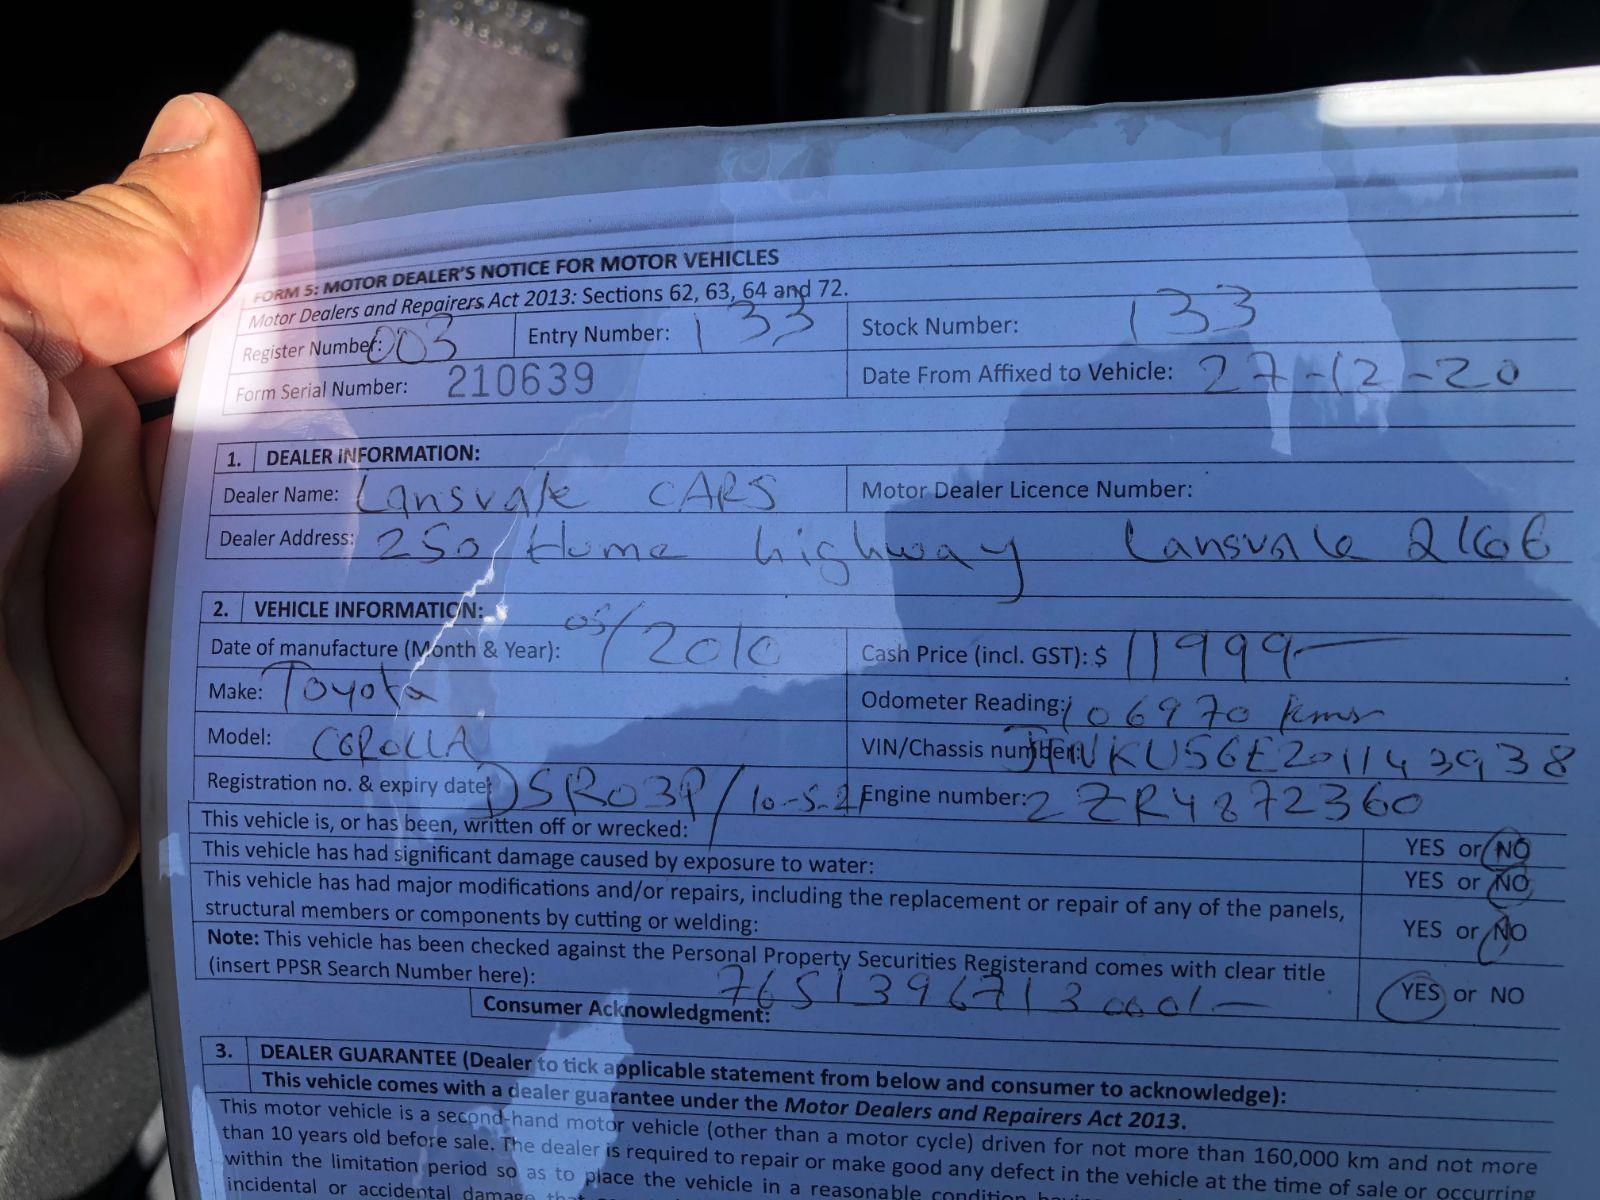 FORM 5: MOTOR DEALER'S NOTICE FOR MOTOR VEHICLES
Motor Dealers and Repairers Act 2013: Sections 62, 63, 64 and 72.
Register Number: 003 Entry Number: 133 Stock Number: 133
Form Serial Number: 210639 Date From Affixed to Vehicle: 27-12-20
1. DEALER INFORMATION:
Dealer Name: Lansvale CARS Motor Dealer Licence Number:
Dealer Address: 250 Hume highway Lansvale 2166
2. VEHICLE INFORMATION:
Date of manufacture (Month & Year): 05/2010 Cash Price (incl. GST): $ 11999-
Make: Toyota Odometer Reading: 106970 kms
Model: COROLLA VIN/Chassis number: JTNKU56E201143938
Registration no. & expiry date: DSR03P/10-5-21 Engine number: 2ZR4872360
This vehicle is, or has been, written off or wrecked: YES or NO
This vehicle has had significant damage caused by exposure to water: YES or NO
This vehicle has had major modifications and/or repairs, including the replacement or repair of any of the panels,
structural members or components by cutting or welding: YES or NO
Note: This vehicle has been checked against the Personal Property Securities Registerand comes with clear title
(insert PPSR Search Number here): 7651396713 YES or NO
Consumer Acknowledgment:
3. DEALER GUARANTEE (Dealer to tick applicable statement from below and consumer to acknowledge):
This vehicle comes with a dealer guarantee under the Motor Dealers and Repairers Act 2013.
This motor vehicle is a second-hand motor vehicle (other than a motor cycle) driven for not more than 160,000 km and not more
than 10 years old before sale. The dealer is required to repair or make good any defect in the vehicle at the time of sale or occurring
within the limitation period so as to place the vehicle in a reasonable condition
incidental or accidental damage